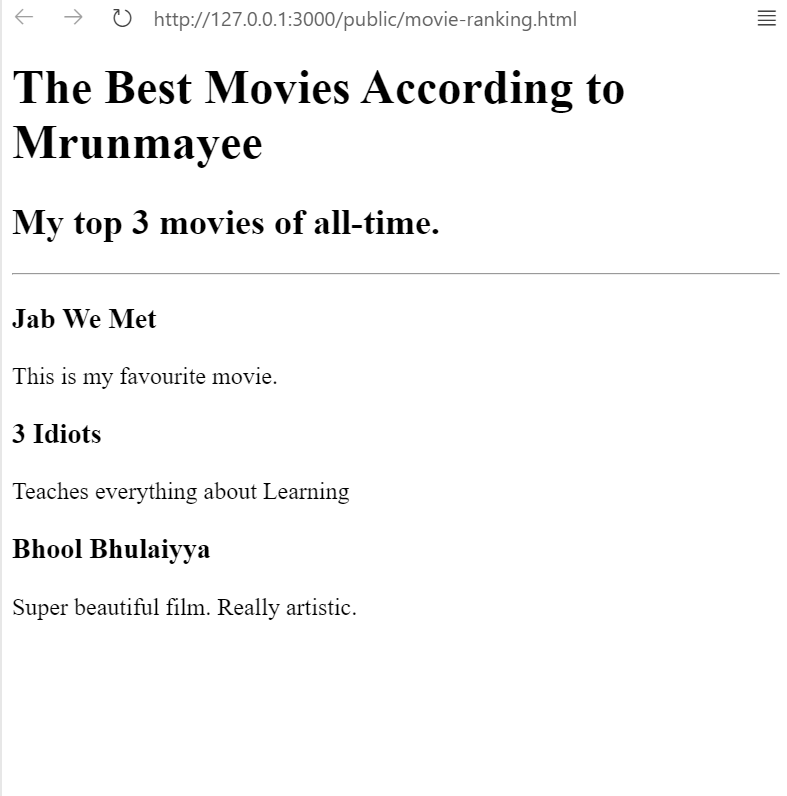 http://127.0.0.1:3000/public/movie-ranking.html
The Best Movies According to
Mrunmayee
My top 3 movies of all-time.
Jab We Met
This is my favourite movie.
3 Idiots
Teaches everything about Learning
Bhool Bhulaiyya
Super beautiful film. Really artistic.